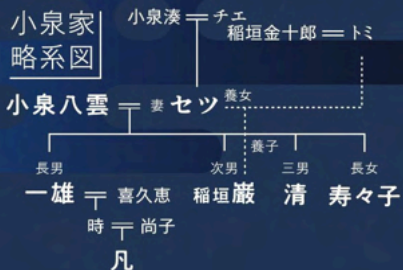 小泉家
略系図
小泉湊 チエ
稲垣金十郎 トミ
小泉八雲 妻 セツ 養女
養子
長男 次男 三男 長女
一雄 喜久恵 稲垣巌 清 寿々子
時 尚子
凡